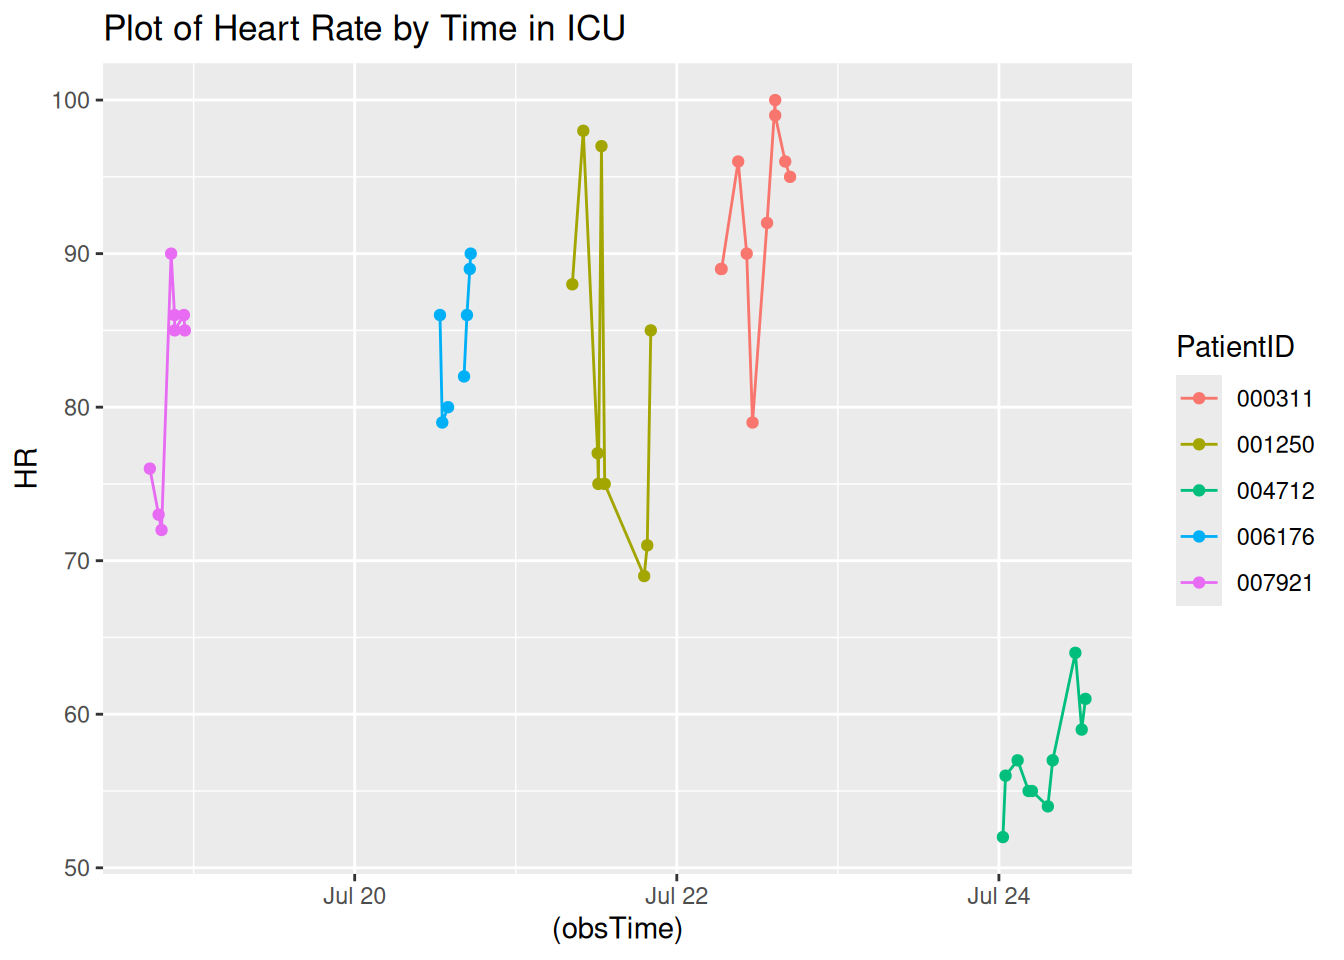 Plot of Heart Rate by Time in ICU
100
90
80
70
60
50
HR
Jul 20
Jul 22
Jul 24
(obsTime)
PatientID
000311
001250
004712
006176
007921